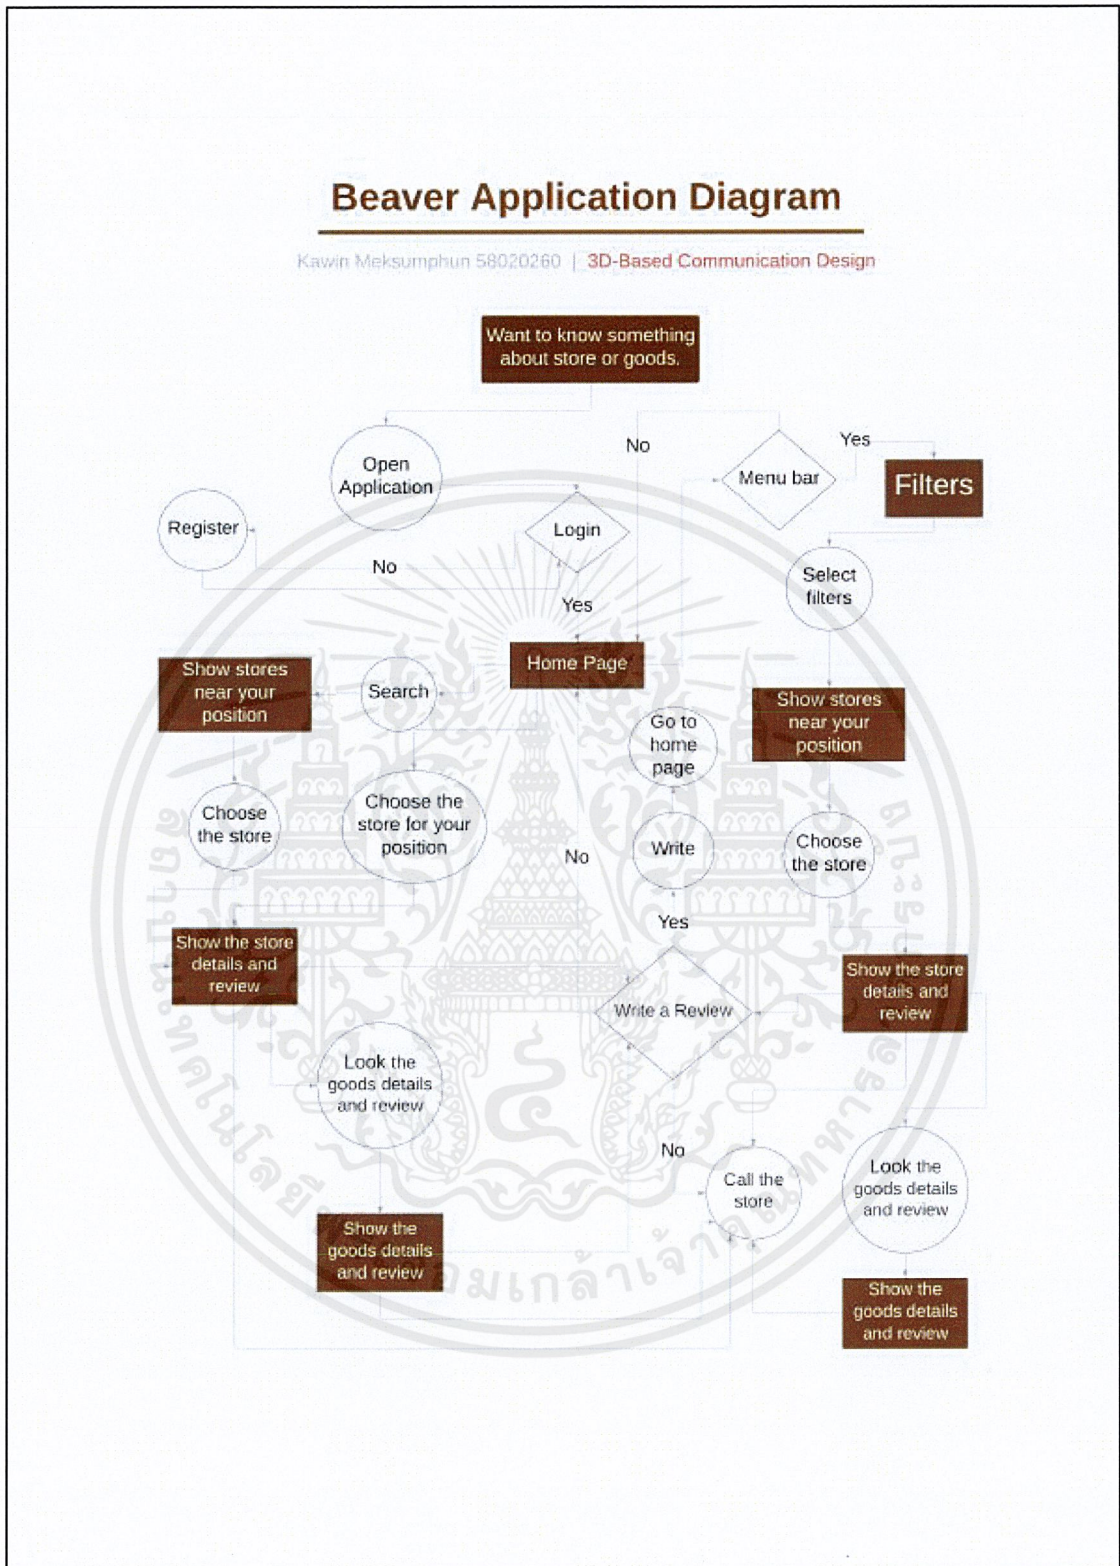 Beaver Application Diagram
Kawin Meksumphun 58020260 | 3D-Based Communication Design
Want to know something
about store or goods.
No
Yes
Open
Application
Menu bar
Filters
Register
Login
No
Select
filters
Yes
Home Page
Show stores
near your
position
Search
Show stores
near your
position
Go to
home
page
Choose
the store
Choose the
store for your
position
No
Write
Choose
the store
Yes
Show the store
details and
review
Write a Review
Show the store
details and
review
Look the
goods details
and review
No
Call the
store
Look the
goods details
and review
Show the
goods details
and review
Show the
goods details
and review